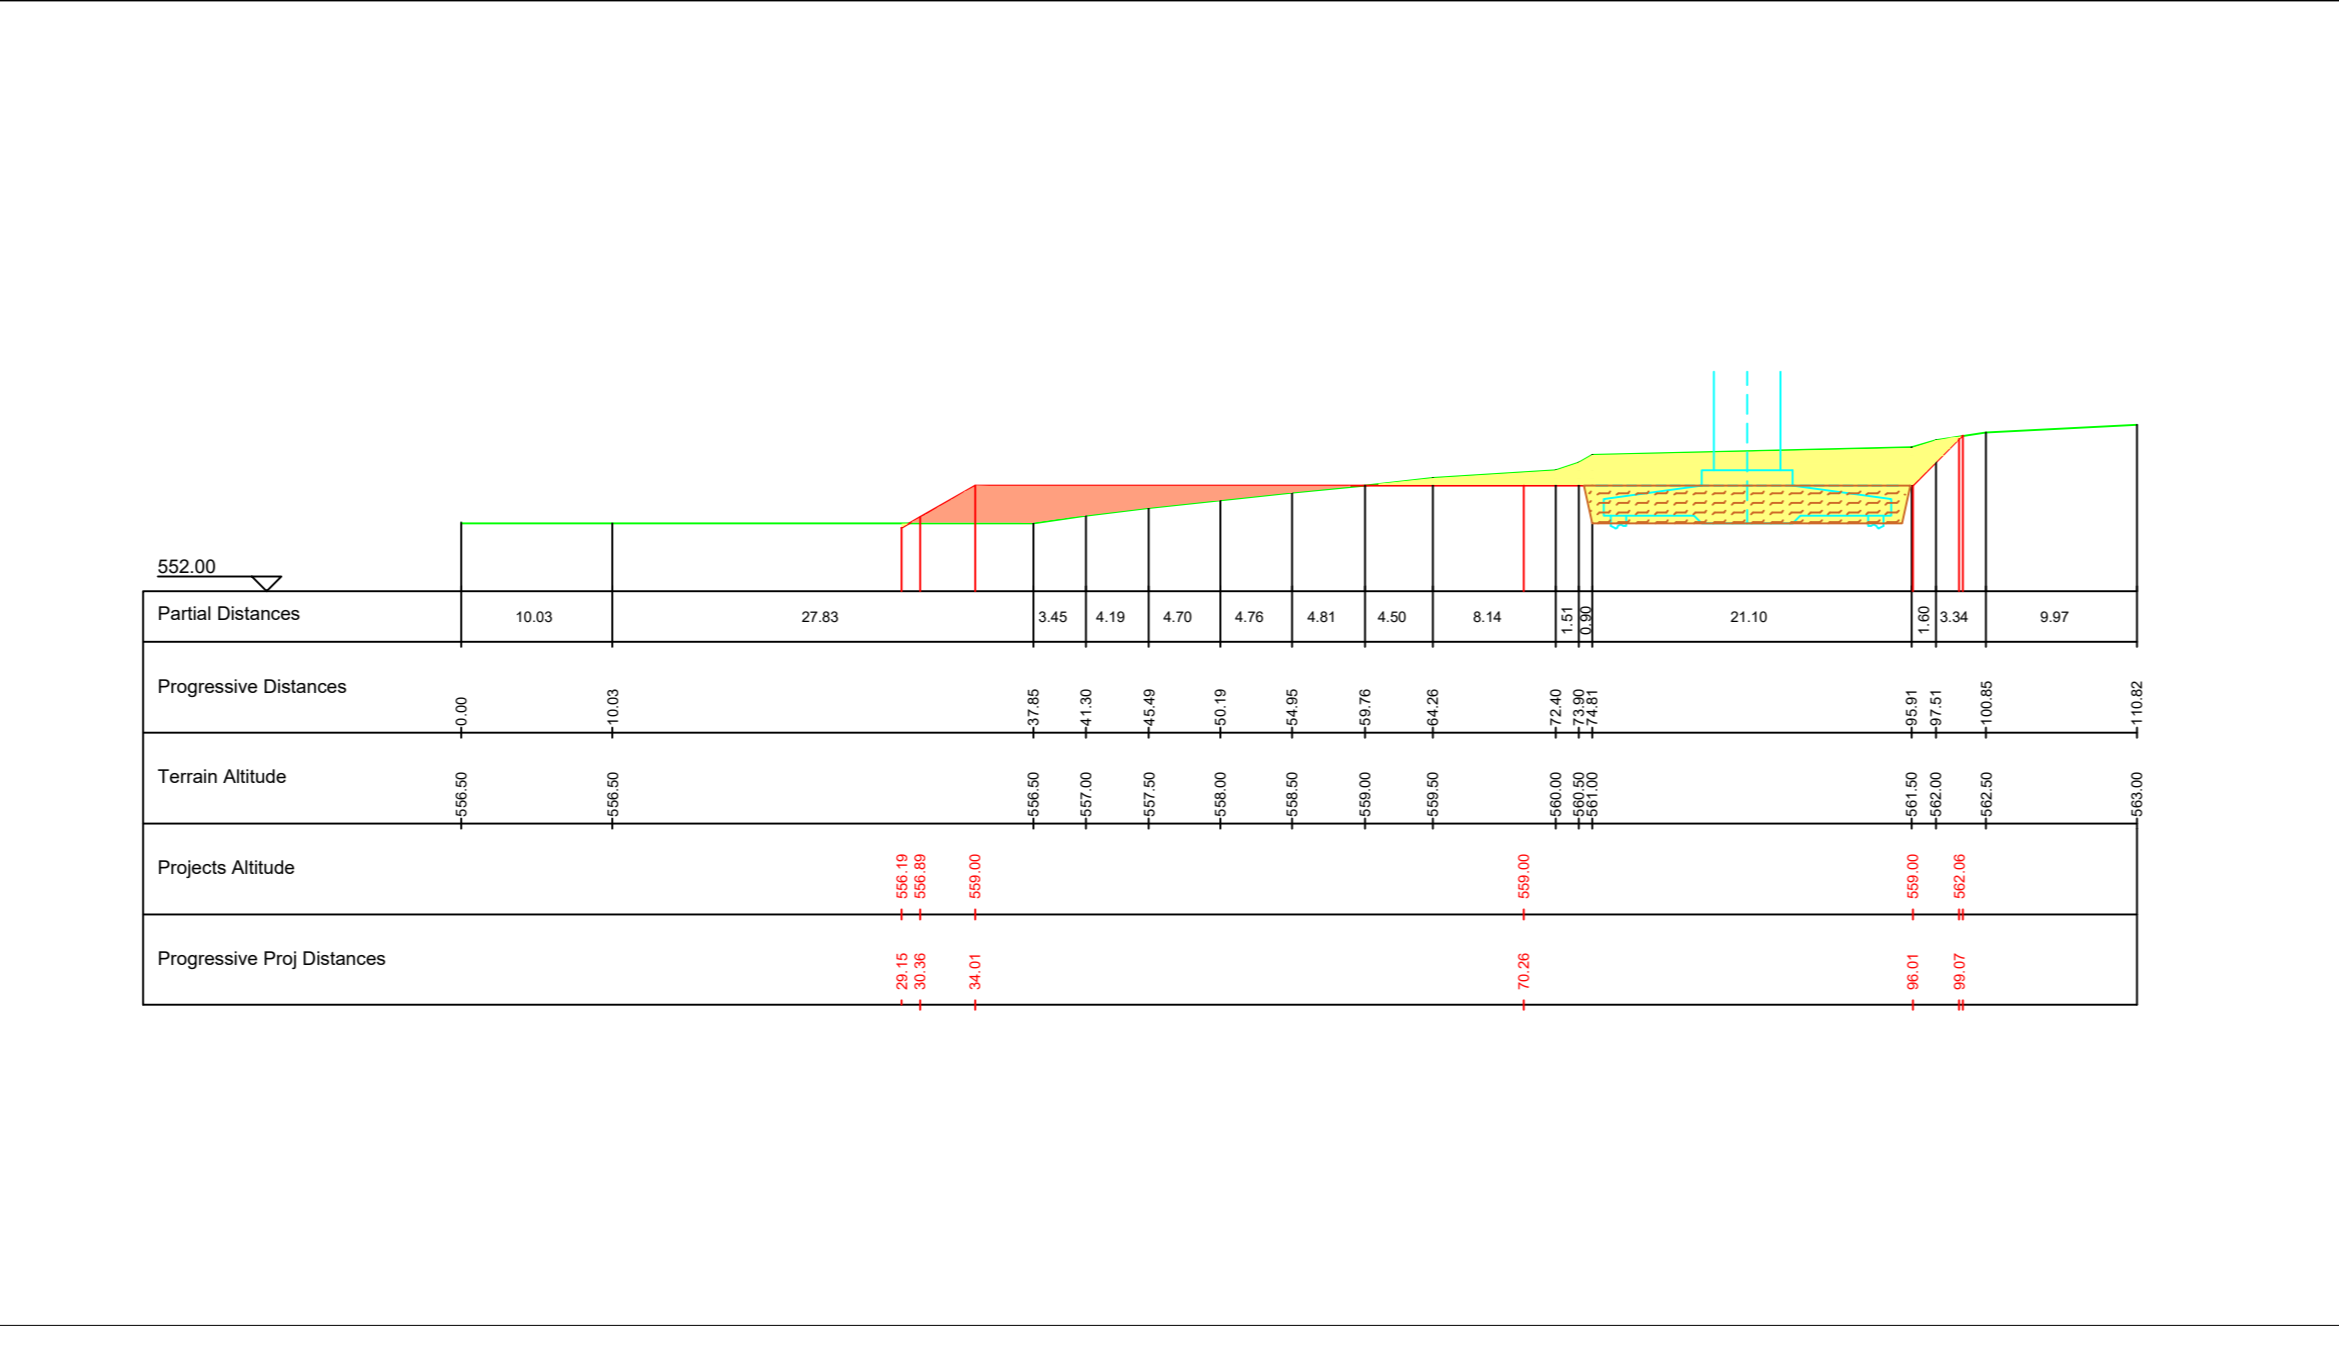 552.00
Partial Distances 10.03 27.83 3.45 4.19 4.70 4.76 4.81 4.50 8.14 1.51 0.90 21.10 1.60 3.34 9.97
Progressive Distances 0.00 10.03 37.85 41.30 45.49 50.19 54.95 59.76 64.26 72.40 73.90 74.81 95.91 97.51 100.85 110.82
Terrain Altitude 556.50 556.50 556.50 557.00 557.50 558.00 558.50 559.00 559.50 560.00 560.50 561.00 561.50 562.00 562.50 563.00
Projects Altitude 556.19 556.89 559.00 559.00 559.00 562.06
Progressive Proj Distances 29.15 30.36 34.01 70.26 96.01 99.07